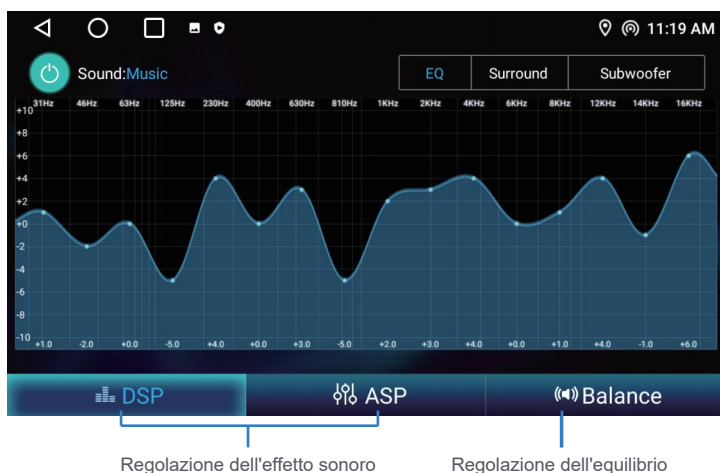 11:19 AM
Sound:Music
EQ Surround Subwoofer
31Hz 46Hz 63Hz 125Hz 230Hz 400Hz 630Hz 810Hz 1KHz 2KHz 4KHz 6KHz 8KHz 12KHz 14KHz 16KHz
+10
+8
+6
+4
+2
+0
-2
-4
-6
-8
-10
+1.0 -2.0 +0.0 -5.0 +4.0 +0.0 +3.0 -5.0 +2.0 +3.0 +4.0 +0.0 +1.0 +4.0 -1.0 +6.0
DSP ASP Balance
Regolazione dell'effetto sonoro Regolazione dell'equilibrio